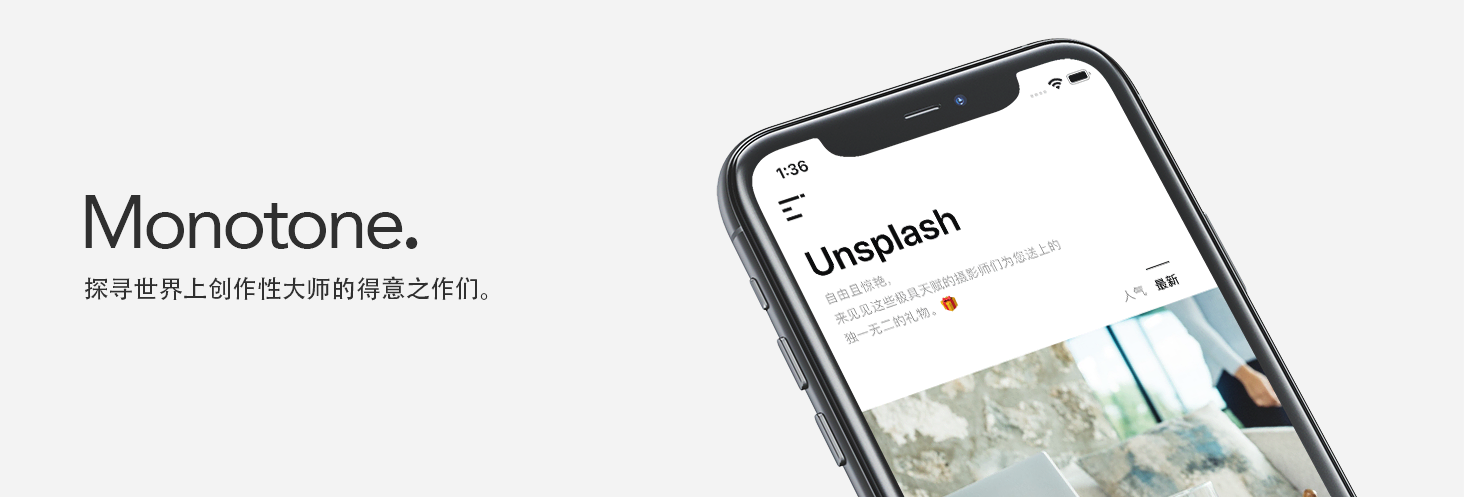 Monotone.
探寻世界上创作性大师的得意之作们。
1:36
Unsplash
自由且惊艳，
来见见这些极具天赋的摄影师们为您送上的
独一无二的礼物。🎁
人气 最新